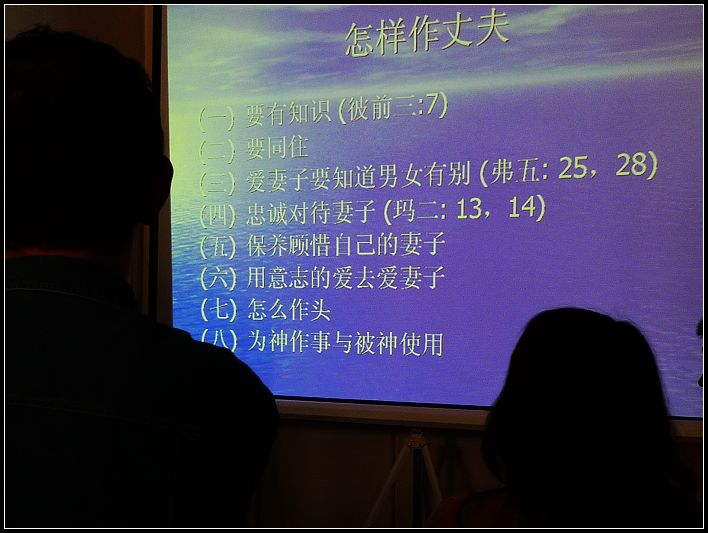 怎样作丈夫
(一) 要有知识 (彼前三:7)
(二) 要同住
(三) 爱妻子要知道男女有别 (弗五: 25，28)
(四) 忠诚对待妻子 (玛二: 13，14)
(五) 保养顾惜自己的妻子
(六) 用意志的爱去爱妻子
(七) 怎么作头
(八) 为神作事与被神使用